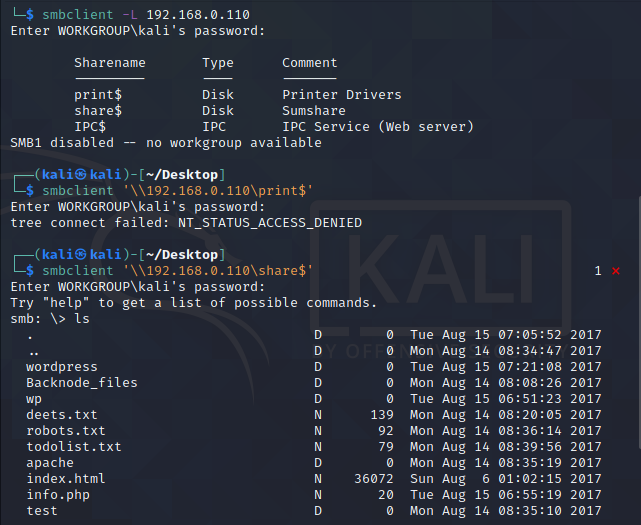 └─$ smbclient -L 192.168.0.110
Enter WORKGROUP\kali's password:
Sharename Type Comment
--------- ---- -------
print$ Disk Printer Drivers
share$ Disk Sumshare
IPC$ IPC IPC Service (Web server)
SMB1 disabled -- no workgroup available
┌──(kali㉿kali)-[~/Desktop]
└─$ smbclient '\\192.168.0.110\print$'
Enter WORKGROUP\kali's password:
tree connect failed: NT_STATUS_ACCESS_DENIED
┌──(kali㉿kali)-[~/Desktop]
└─$ smbclient '\\192.168.0.110\share$' 1 ⨯
Enter WORKGROUP\kali's password:
Try "help" to get a list of possible commands.
smb: \> ls
. D 0 Tue Aug 15 07:05:52 2017
.. D 0 Mon Aug 14 08:34:47 2017
wordpress D 0 Tue Aug 15 07:21:08 2017
Backnode_files D 0 Mon Aug 14 08:08:26 2017
wp D 0 Tue Aug 15 06:51:23 2017
deets.txt N 139 Mon Aug 14 08:20:05 2017
robots.txt N 92 Mon Aug 14 08:36:14 2017
todolist.txt N 79 Mon Aug 14 08:39:56 2017
apache D 0 Mon Aug 14 08:35:19 2017
index.html N 36072 Sun Aug 6 01:02:15 2017
info.php N 20 Tue Aug 15 06:55:19 2017
test D 0 Mon Aug 14 08:35:10 2017
KALI